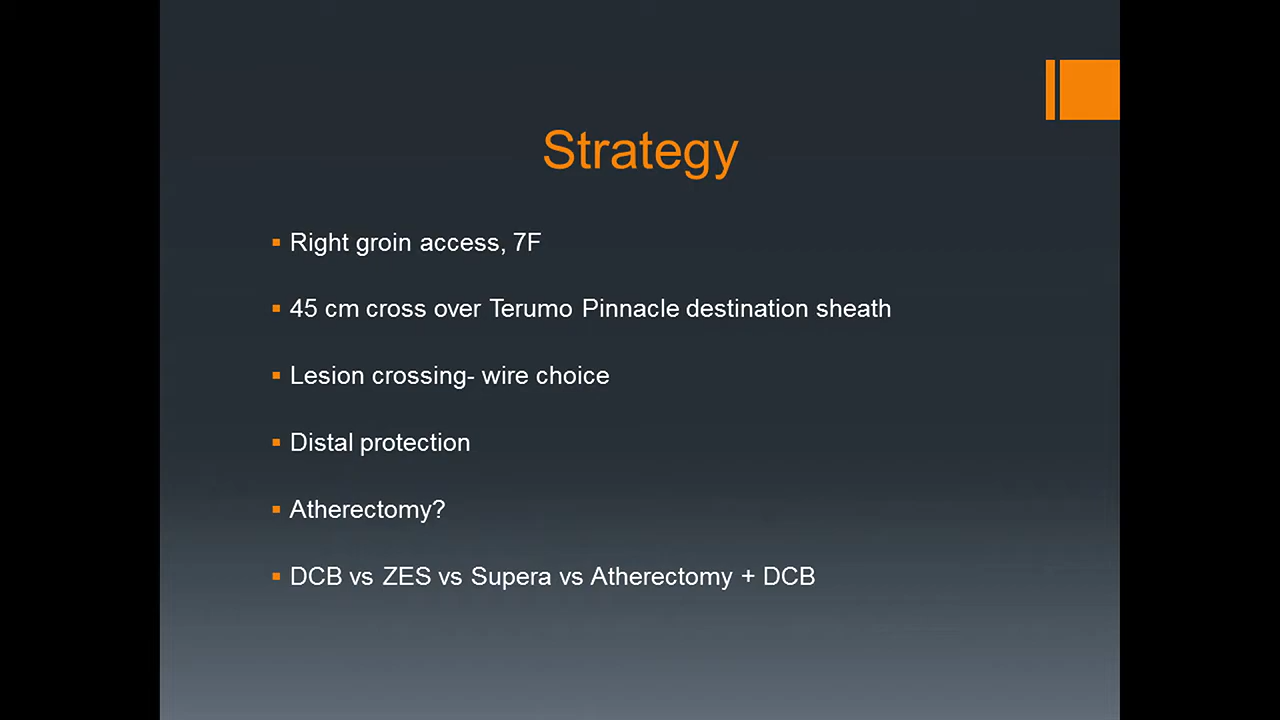 Strategy
Right groin access, 7F
45 cm cross over Terumo Pinnacle destination sheath
Lesion crossing- wire choice
Distal protection
Atherectomy?
DCB vs ZES vs Supera vs Atherectomy + DCB